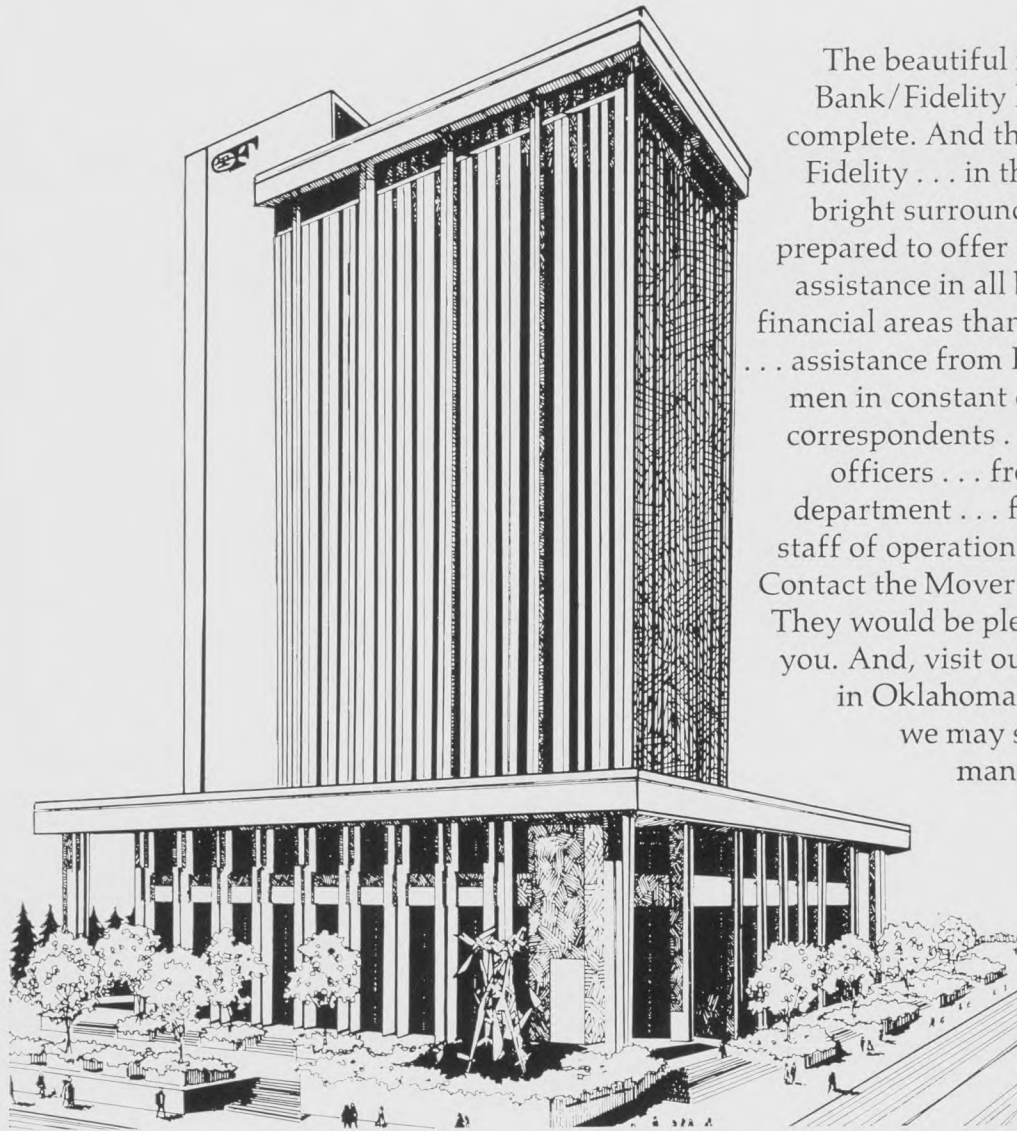 The beautiful
Bank/Fidelity
complete. And th
Fidelity . . . in th
bright surround
prepared to offer
assistance in all
financial areas than
. . . assistance from
men in constant
correspondents .
officers . . . fr
department . . . f
staff of operation
Contact the Mover
They would be ple
you. And, visit ou
in Oklahoma
we may s
man